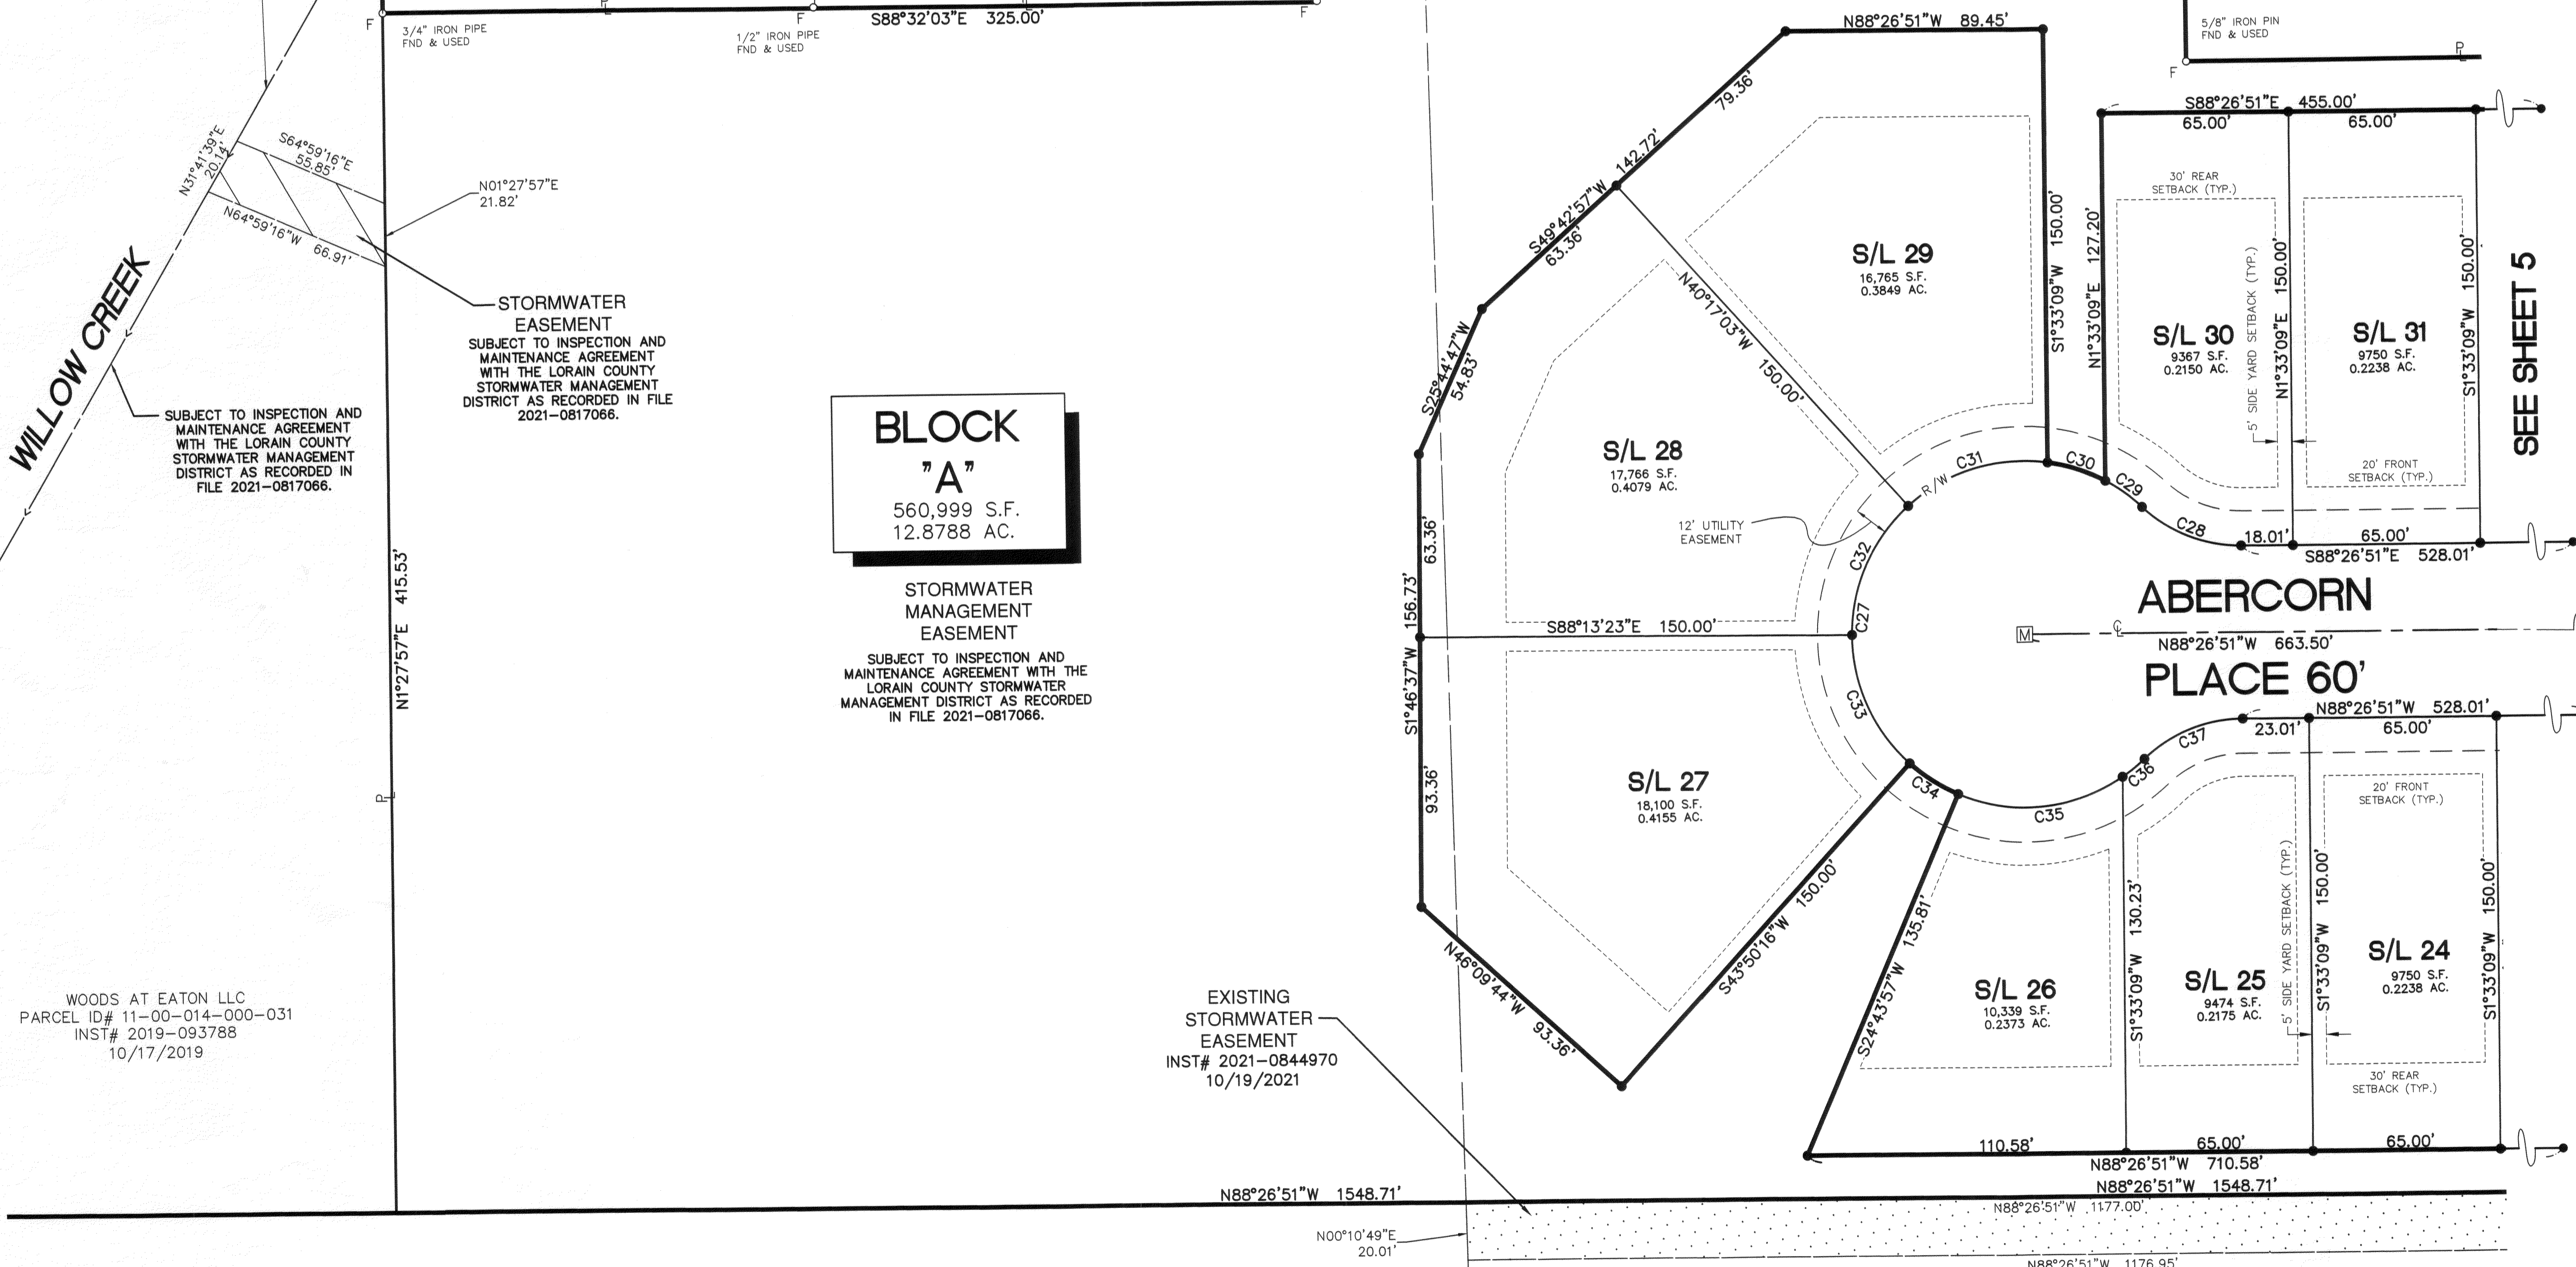 F
3/4" IRON PIPE
FND & USED
F
1/2" IRON PIPE
FND & USED
S88°32'03"E 325.00'
F
N88°26'51"W 89.45'
5/8" IRON PIN
FND & USED
F
P
S88°26'51"E 455.00'
65.00'
65.00'
N31°41'39"E
20.14'
S64°59'16"E
55.85'
N64°59'16"W 66.91'
N01°27'57"E
21.82'
WILLOW CREEK
STORMWATER
EASEMENT
SUBJECT TO INSPECTION AND
MAINTENANCE AGREEMENT
WITH THE LORAIN COUNTY
STORMWATER MANAGEMENT
DISTRICT AS RECORDED IN FILE
2021-0817066.
SUBJECT TO INSPECTION AND
MAINTENANCE AGREEMENT
WITH THE LORAIN COUNTY
STORMWATER MANAGEMENT
DISTRICT AS RECORDED IN
FILE 2021-0817066.
N1°27'57"E 415.53'
P
BLOCK
"A"
560,999 S.F.
12.8788 AC.
STORMWATER
MANAGEMENT
EASEMENT
SUBJECT TO INSPECTION AND
MAINTENANCE AGREEMENT WITH THE
LORAIN COUNTY STORMWATER
MANAGEMENT DISTRICT AS RECORDED
IN FILE 2021-0817066.
79.36'
142.72'
S49°42'57"W
63.36'
S25°44'47"W
54.83'
63.36'
156.73'
S1°46'37"W
93.36'
N46°09'44"W 93.36'
S/L 29
16,765 S.F.
0.3849 AC.
N40°17'03"W 150.00'
S1°33'09"W 150.00'
N1°33'09"E 127.20'
S/L 28
17,766 S.F.
0.4079 AC.
12' UTILITY
EASEMENT
R/W
C31
C30
C29
C28
C32
C27
C33
C34
C35
C36
C37
S88°13'23"E 150.00'
S/L 27
18,100 S.F.
0.4155 AC.
S43°50'16"W 150.00'
30' REAR
SETBACK (TYP.)
S/L 30
9367 S.F.
0.2150 AC.
5' SIDE YARD SETBACK (TYP.)
N1°33'09"E 150.00'
S/L 31
9750 S.F.
0.2238 AC.
S1°33'09"W 150.00'
20' FRONT
SETBACK (TYP.)
SEE SHEET 5
18.01'
65.00'
S88°26'51"E 528.01'
ABERCORN
M
N88°26'51"W 663.50'
PLACE 60'
N88°26'51"W 528.01'
23.01'
65.00'
20' FRONT
SETBACK (TYP.)
S24°43'57"W 135.81'
S/L 26
10,339 S.F.
0.2373 AC.
S1°33'09"W 130.23'
S/L 25
9474 S.F.
0.2175 AC.
5' SIDE YARD SETBACK (TYP.)
S1°33'09"W 150.00'
S/L 24
9750 S.F.
0.2238 AC.
S1°33'09"W 150.00'
30' REAR
SETBACK (TYP.)
110.58'
65.00'
65.00'
N88°26'51"W 710.58'
WOODS AT EATON LLC
PARCEL ID# 11-00-014-000-031
INST# 2019-093788
10/17/2019
EXISTING
STORMWATER
EASEMENT
INST# 2021-0844970
10/19/2021
N88°26'51"W 1548.71'
N88°26'51"W 1548.71'
N88°26'51"W 1177.00'
N00°10'49"E
20.01'
N88°26'51"W 1176.95'